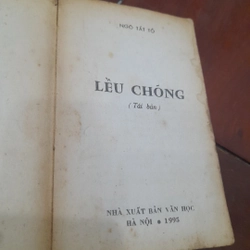 NGÔ TẤT TỐ
LỀU CHÕNG
(Tái bản)
NHÀ XUẤT BẢN VĂN HỌC
HÀ NỘI • 1995